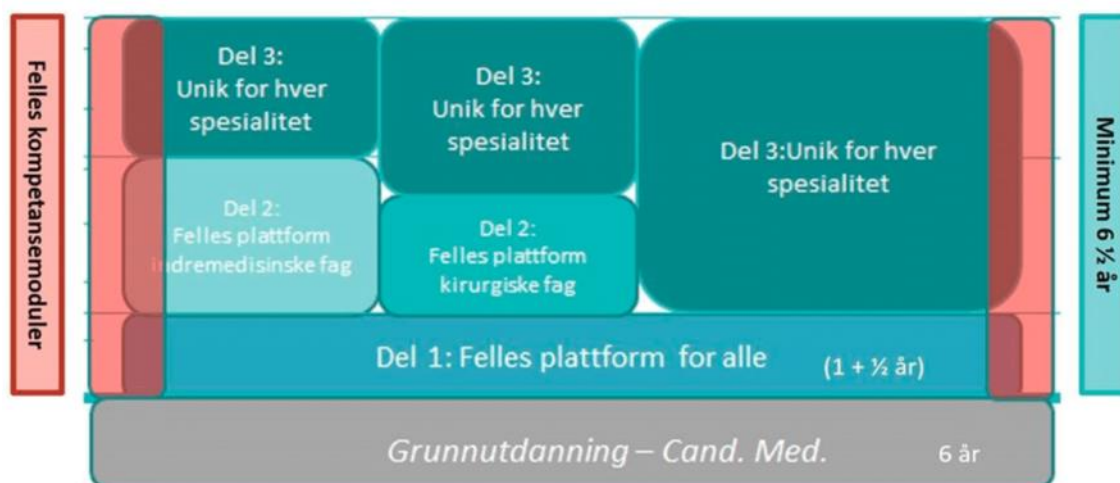 Felles kompetansemoduler
Del 3:
Unik for hver
spesialitet
Del 2:
Felles plattform
indremedisinske fag
Del 3:
Unik for hver
spesialitet
Del 2:
Felles plattform
kirurgiske fag
Del 3:Unik for hver
spesialitet
Minimum 6 ½ år
Del 1: Felles plattform for alle (1 + ½ år)
Grunnutdanning – Cand. Med. 6 år